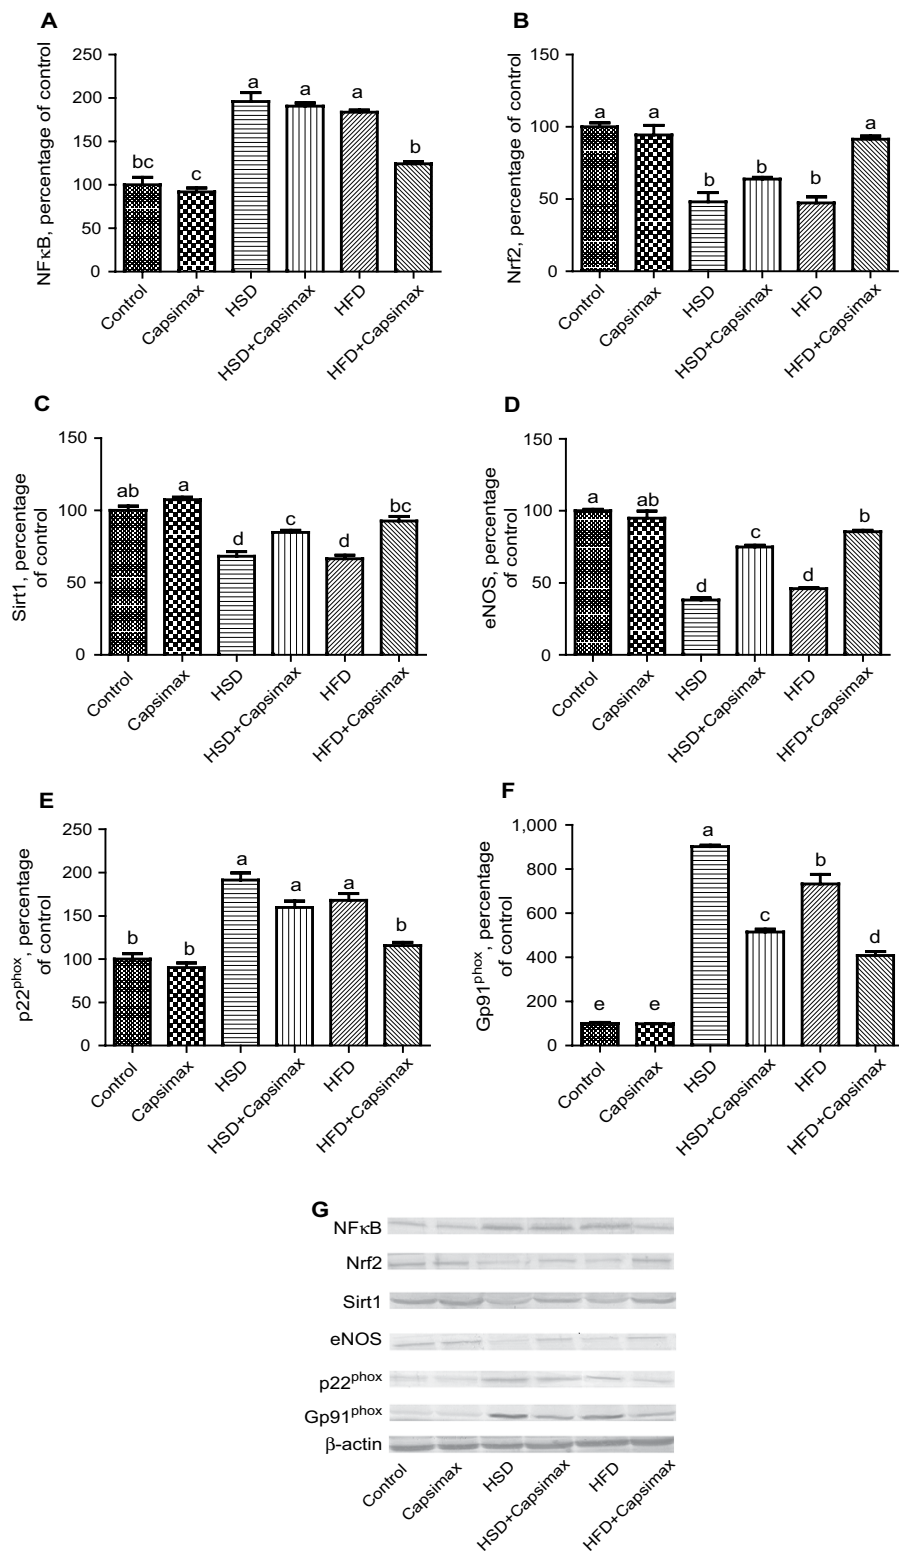 A
NFκB, percentage of control
250
200
150
100
50
0
bc
c
a
a
a
b
Control
Capsimax
HSD
HSD+Capsimax
HFD
HFD+Capsimax
B
Nrf2, percentage of control
150
100
50
0
a
a
b
b
b
a
Control
Capsimax
HSD
HSD+Capsimax
HFD
HFD+Capsimax
C
Sirt1, percentage
of control
150
100
50
0
ab
a
d
c
d
bc
Control
Capsimax
HSD
HSD+Capsimax
HFD
HFD+Capsimax
D
eNOS, percentage
of control
150
100
50
0
a
ab
d
c
d
b
Control
Capsimax
HSD
HSD+Capsimax
HFD
HFD+Capsimax
E
p22phox, percentage
of control
250
200
150
100
50
0
b
b
a
a
a
b
Control
Capsimax
HSD
HSD+Capsimax
HFD
HFD+Capsimax
F
Gp91phox, percentage
of control
1,000
800
600
400
200
0
e
e
a
c
b
d
Control
Capsimax
HSD
HSD+Capsimax
HFD
HFD+Capsimax
G
NFκB
Nrf2
Sirt1
eNOS
p22phox
Gp91phox
β-actin
Control
Capsimax
HSD
HSD+Capsimax
HFD
HFD+Capsimax